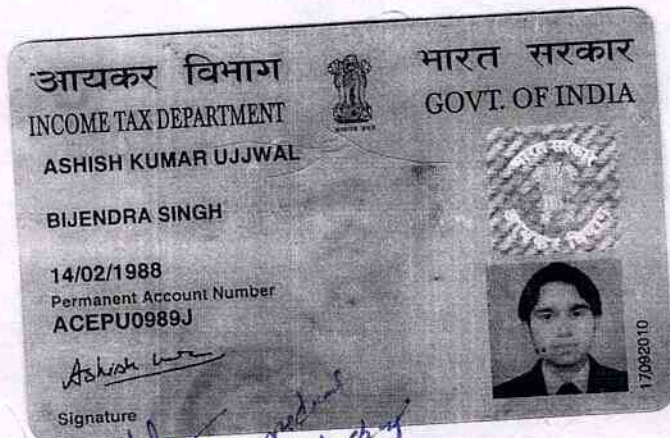 आयकर विभाग
INCOME TAX DEPARTMENT
भारत सरकार
GOVT. OF INDIA
ASHISH KUMAR UJJWAL
BIJENDRA SINGH
14/02/1988
Permanent Account Number
ACEPU0989J
Ashish
Signature
17092010